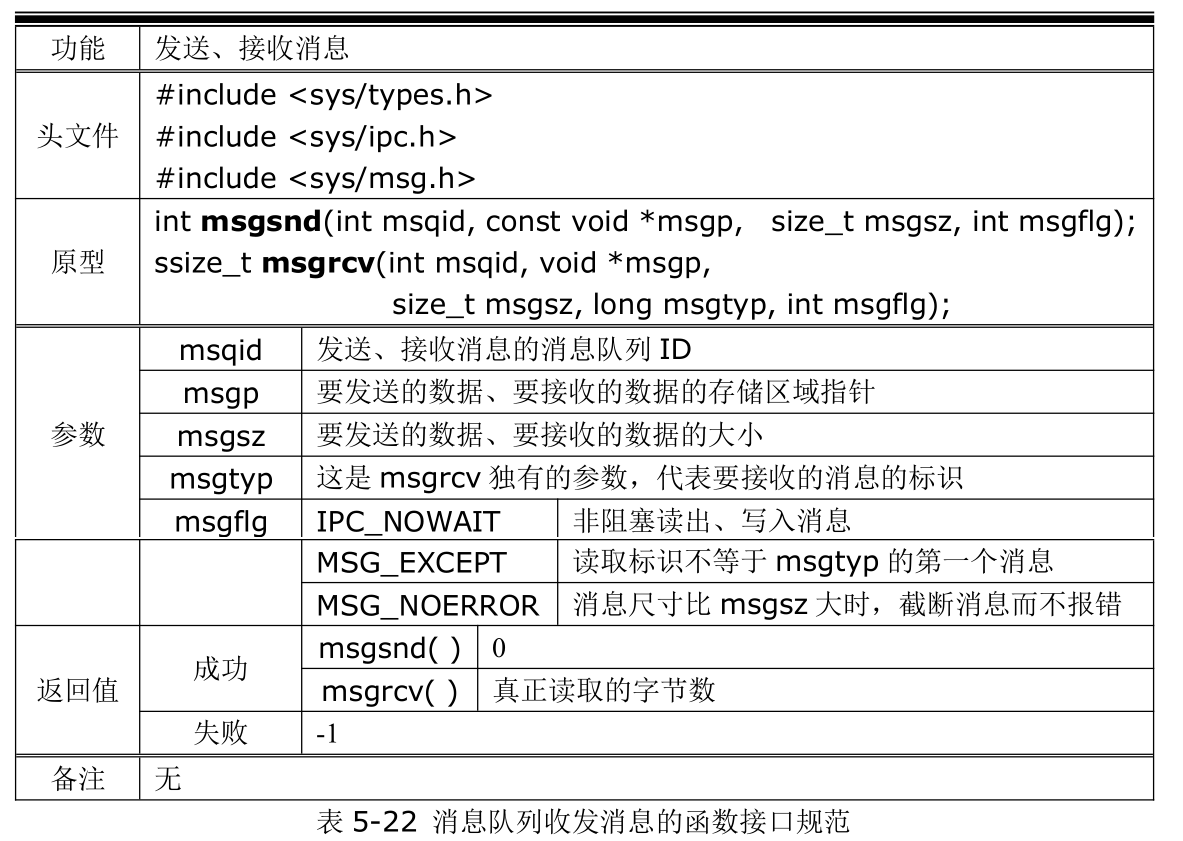 功能 发送、接收消息
#include <sys/types.h>
头文件 #include <sys/ipc.h>
#include <sys/msg.h>
int msgsnd(int msqid, const void *msgp, size_t msgsz, int msgflg);
原型 ssize_t msgrcv(int msqid, void *msgp,
size_t msgsz, long msgtyp, int msgflg);
msqid 发送、接收消息的消息队列 ID
msgp 要发送的数据、要接收的数据的存储区域指针
参数 msgsz 要发送的数据、要接收的数据的大小
msgtyp 这是 msgrcv 独有的参数，代表要接收的消息的标识
msgflg IPC_NOWAIT 非阻塞读出、写入消息
MSG_EXCEPT 读取标识不等于 msgtyp 的第一个消息
MSG_NOERROR 消息尺寸比 msgsz 大时，截断消息而不报错
返回值 成功 msgsnd( ) 0
msgrcv( ) 真正读取的字节数
失败 -1
备注 无
表 5-22 消息队列收发消息的函数接口规范